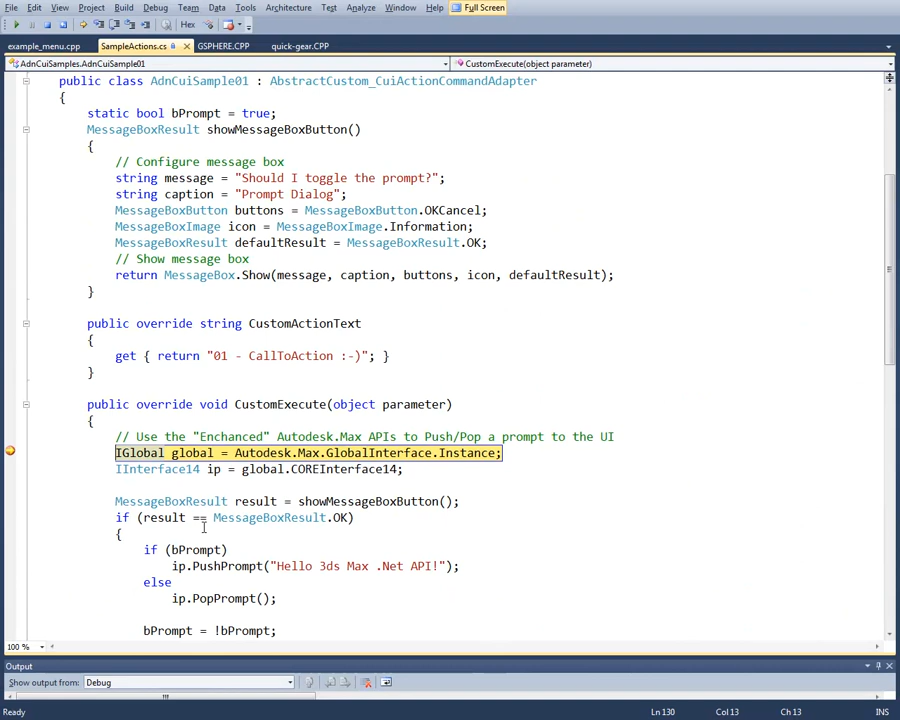 File Edit View Project Build Debug Team Data Tools Architecture Test Analyze Window Help Full Screen
Hex
example_menu.cpp SampleActions.cs GSPHERE.CPP quick-gear.CPP
AdnCuiSamples.AdnCuiSample01 CustomExecute(object parameter)
public class AdnCuiSample01 : AbstractCustom_CuiActionCommandAdapter
{
static bool bPrompt = true;
MessageBoxResult showMessageBoxButton()
{
// Configure message box
string message = "Should I toggle the prompt?";
string caption = "Prompt Dialog";
MessageBoxButton buttons = MessageBoxButton.OKCancel;
MessageBoxImage icon = MessageBoxImage.Information;
MessageBoxResult defaultResult = MessageBoxResult.OK;
// Show message box
return MessageBox.Show(message, caption, buttons, icon, defaultResult);
}
public override string CustomActionText
{
get { return "01 - CallToAction :-)"; }
}
public override void CustomExecute(object parameter)
{
// Use the "Enchanced" Autodesk.Max APIs to Push/Pop a prompt to the UI
IGlobal global = Autodesk.Max.GlobalInterface.Instance;
IInterface14 ip = global.COREInterface14;
MessageBoxResult result = showMessageBoxButton();
if (result == MessageBoxResult.OK)
{
if (bPrompt)
ip.PushPrompt("Hello 3ds Max .Net API!");
else
ip.PopPrompt();
bPrompt = !bPrompt;
100 %
Output
Show output from: Debug
Ready Ln 130 Col 13 Ch 13 INS